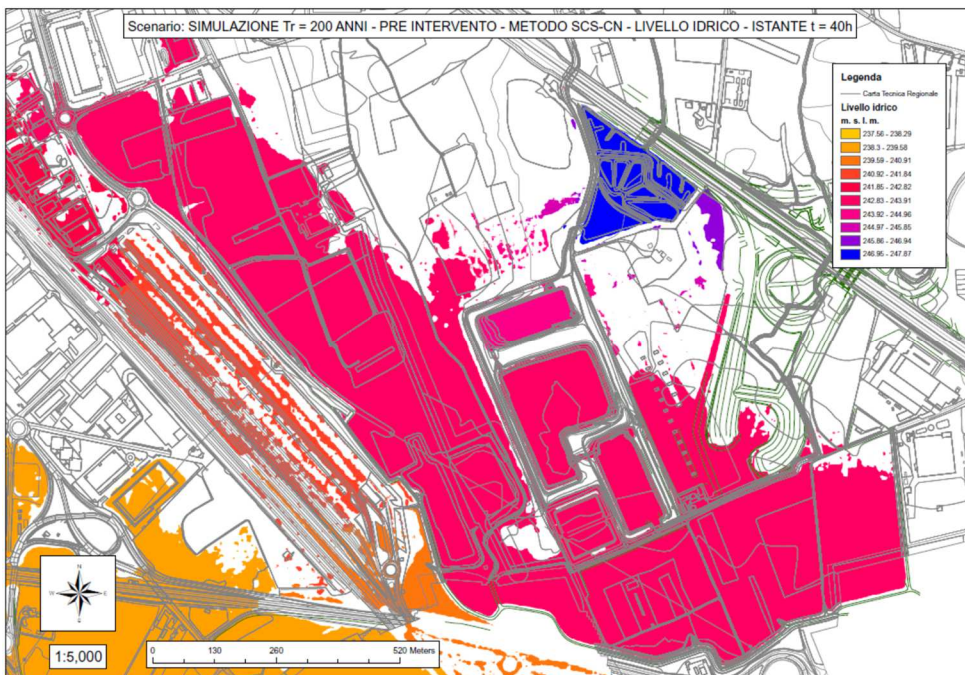 Scenario: SIMULAZIONE Tr = 200 ANNI - PRE INTERVENTO - METODO SCS-CN - LIVELLO IDRICO - ISTANTE t = 40h
Legenda
Carta Tecnica Regionale
Livello idrico
m. s. l. m.
237.56 - 238.29
238.3 - 239.58
239.59 - 240.91
240.92 - 241.84
241.85 - 242.82
242.83 - 243.91
243.92 - 244.96
244.97 - 245.85
245.86 - 246.94
246.95 - 247.87
N
W E
S
1:5,000
0 130 260 520 Meters